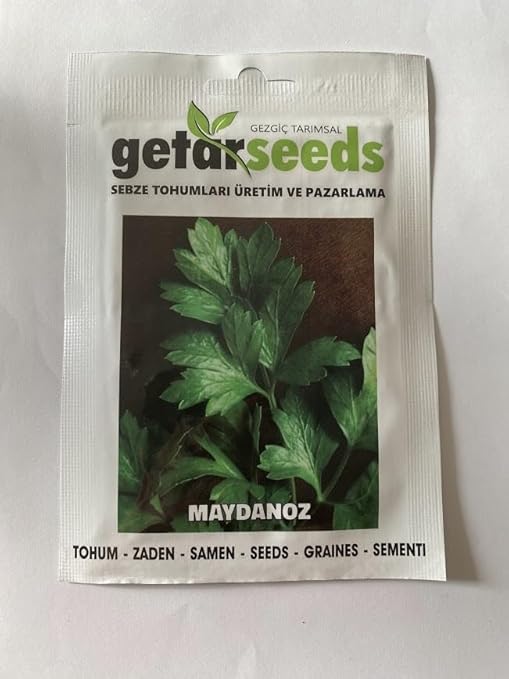 GEZGİÇ TARIMSAL
getarseeds
SEBZE TOHUMLARI ÜRETİM VE PAZARLAMA
MAYDANOZ
TOHUM - ZADEN - SAMEN - SEEDS - GRAINES - SEMENTI